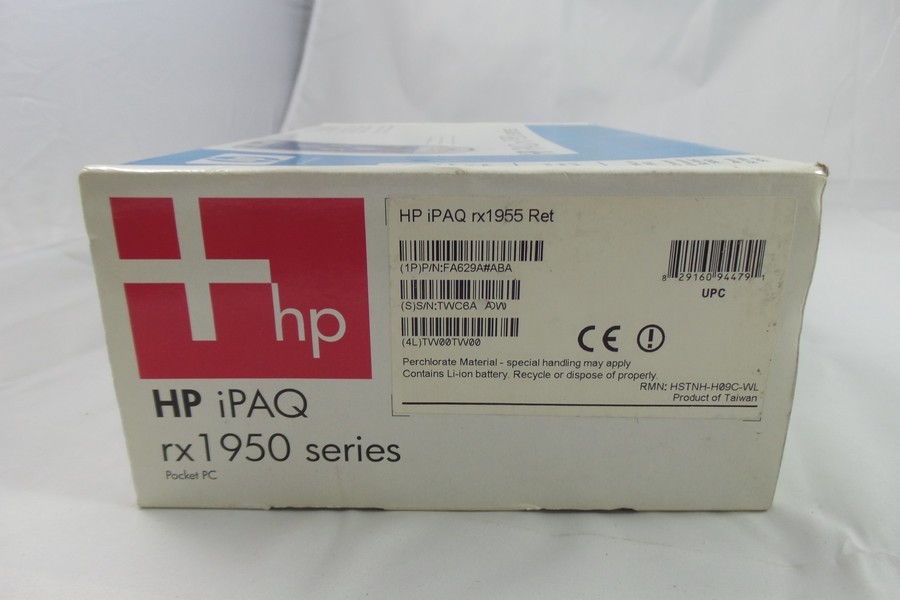 hp
HP iPAQ
rx1950 series
Pocket PC
HP iPAQ rx1955 Ret
(1P)P/N:FA629A#ABA
(S)S/N:TWC6A
(4L)TW00TW00
8 29160 94479 1
UPC
CE
Perchlorate Material - special handling may apply
Contains Li-ion battery. Recycle or dispose of properly.
RMN: HSTNH-H09C-WL
Product of Taiwan